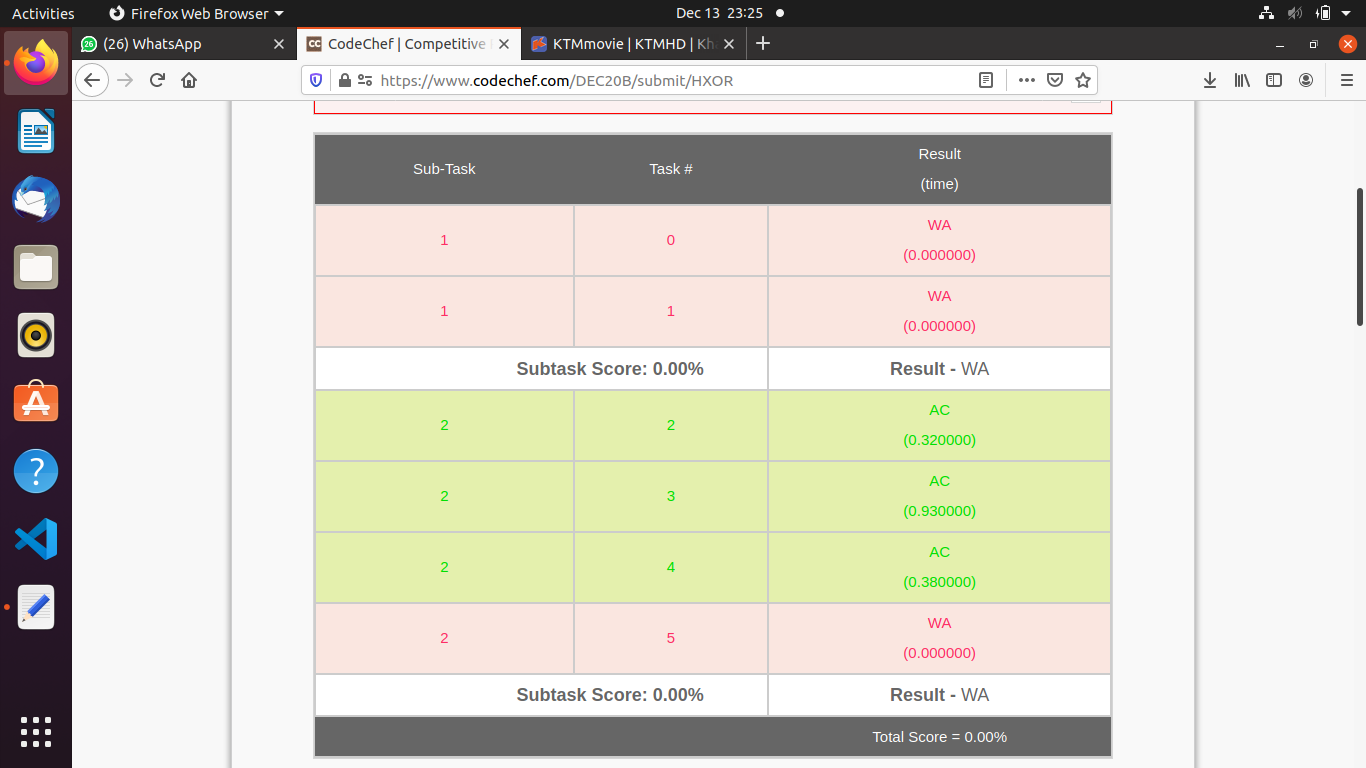 Activities
Firefox Web Browser
Dec 13 23:25
(26) WhatsApp
CodeChef | Competitive
KTMmovie | KTMHD | Kh
https://www.codechef.com/DEC20B/submit/HXOR
Sub-Task Task # Result
(time)
1 0 WA
(0.000000)
1 1 WA
(0.000000)
Subtask Score: 0.00% Result - WA
2 2 AC
(0.320000)
2 3 AC
(0.930000)
2 4 AC
(0.380000)
2 5 WA
(0.000000)
Subtask Score: 0.00% Result - WA
Total Score = 0.00%